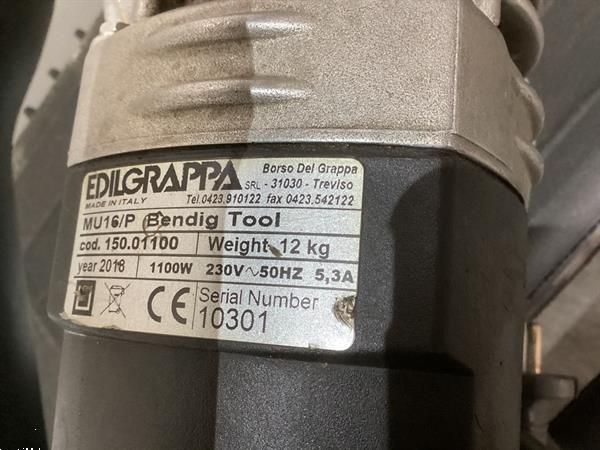 EDILGRAPPA
MADE IN ITALY
Borso Del Grappa
SRL - 31030 - Treviso
Tel.0423.910122 fax 0423.542122
MU16/P Bendig Tool
cod. 150.01100 Weight 12 kg
year 2018 1100W 230V~50HZ 5,3A
CE Serial Number
10301